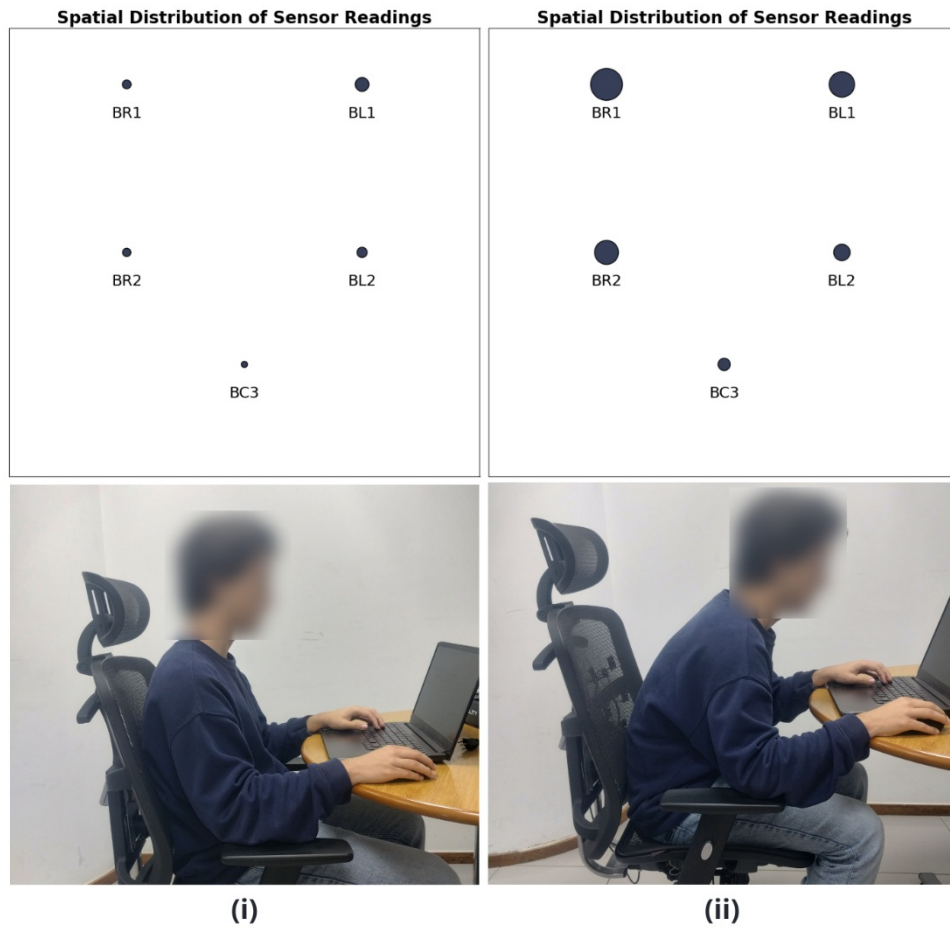 Spatial Distribution of Sensor Readings
BR1 BL1
BR2 BL2
BC3
Spatial Distribution of Sensor Readings
BR1 BL1
BR2 BL2
BC3
(i) (ii)